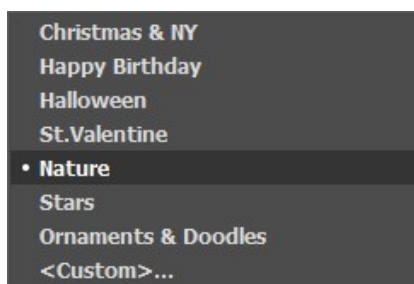 Christmas & NY
Happy Birthday
Halloween
St.Valentine
• Nature
Stars
Ornaments & Doodles
<Custom>...